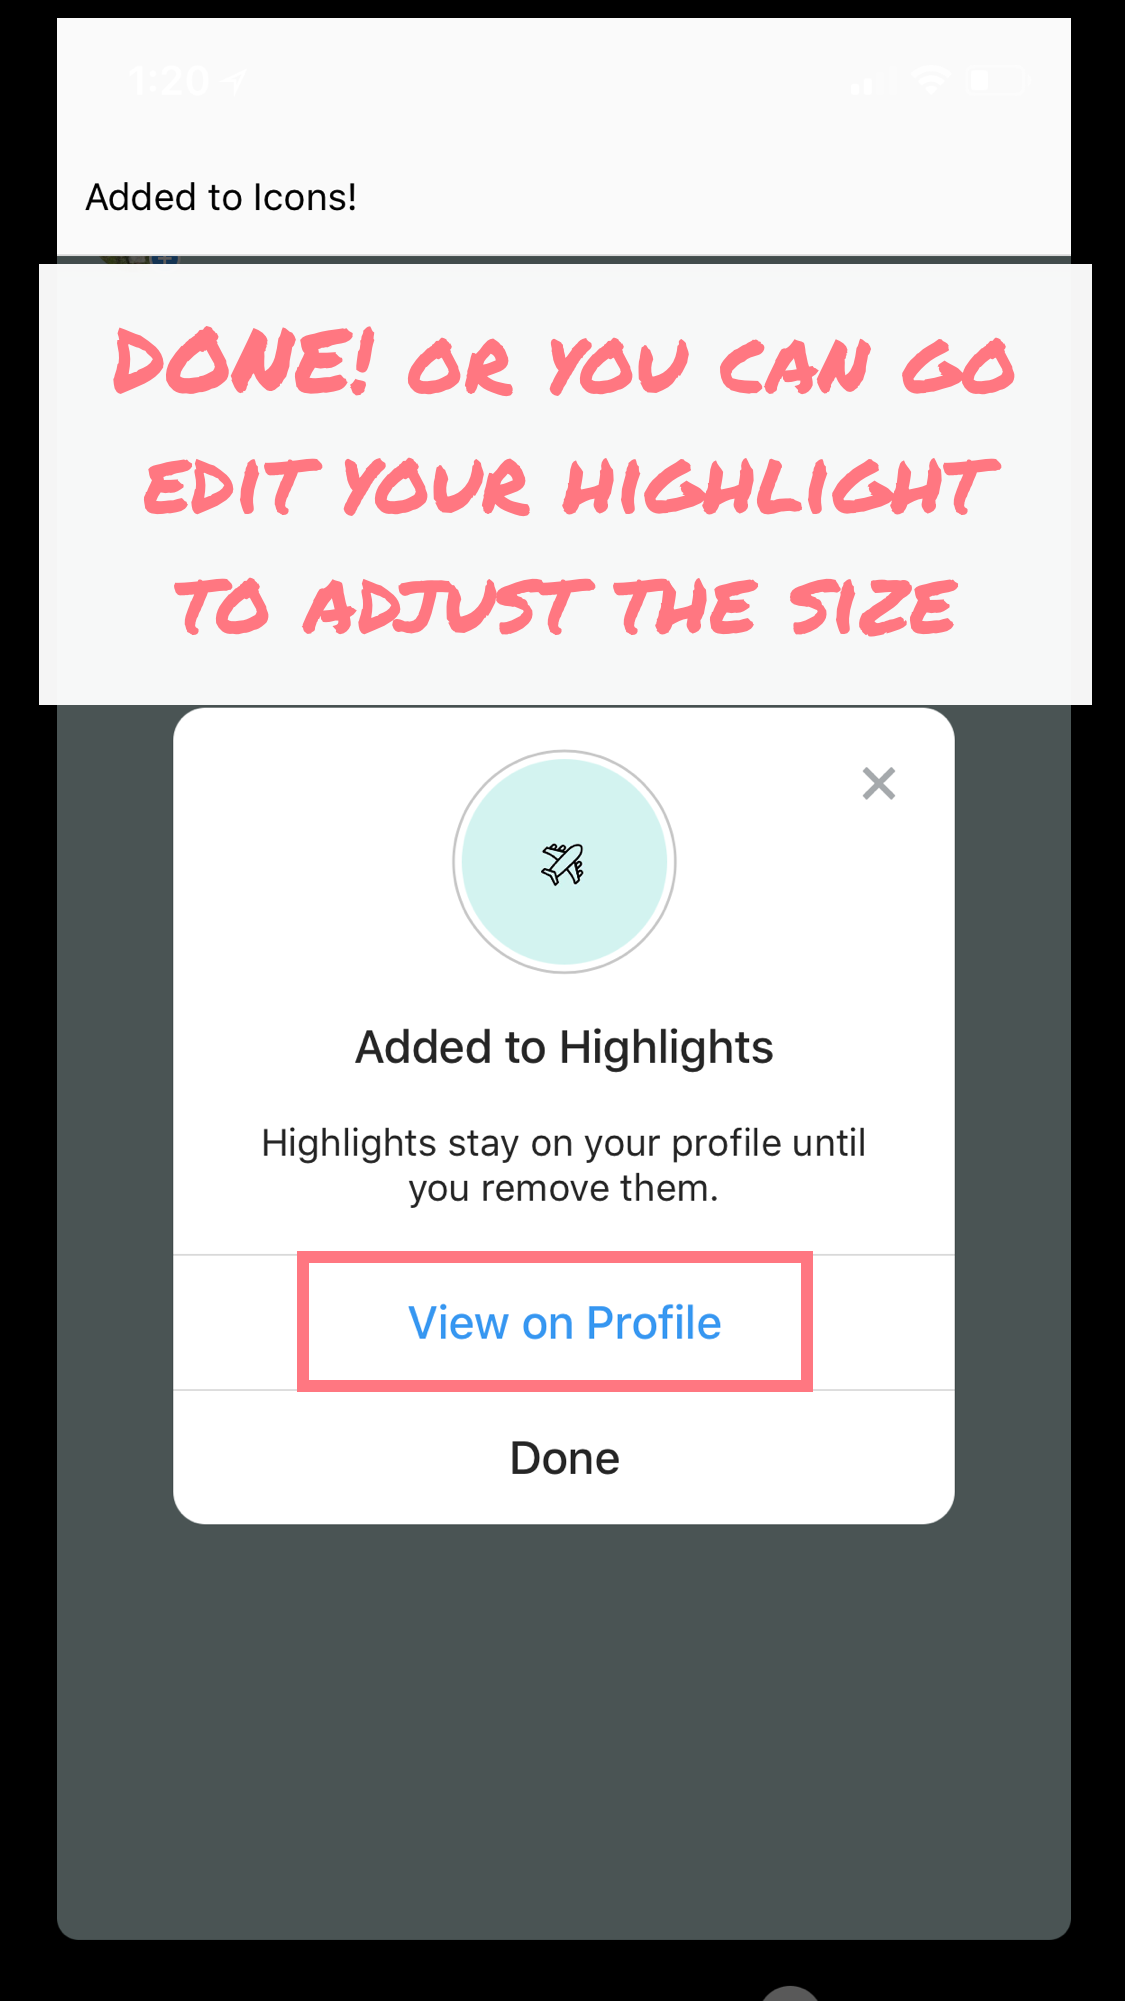 1:20
Added to Icons!
DONE! OR YOU CAN GO
EDIT YOUR HIGHLIGHT
TO ADJUST THE SIZE
Added to Highlights
Highlights stay on your profile until
you remove them.
View on Profile
Done